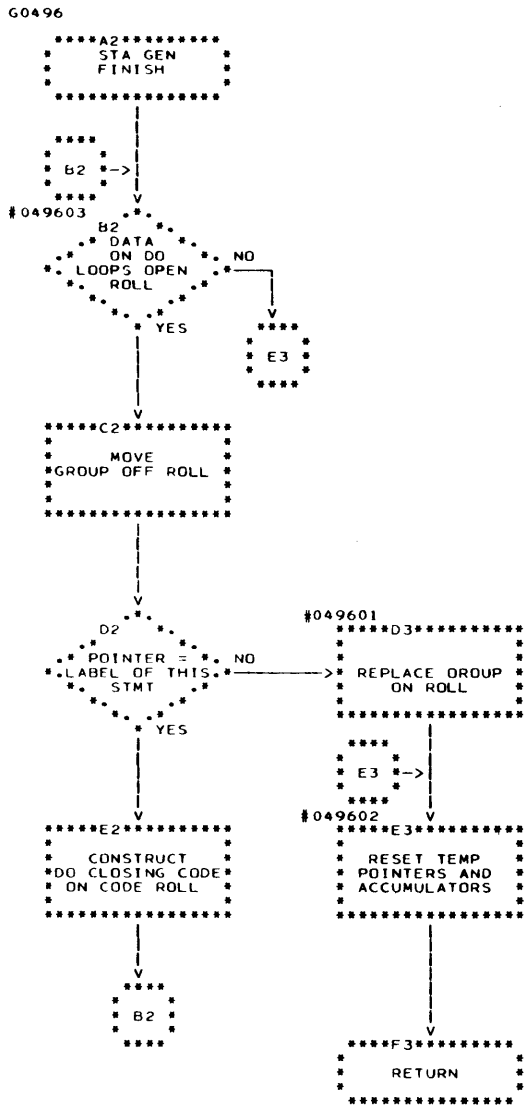 G0496
A2
STA GEN
FINISH
B2
#049603
B2
DATA
ON DO
LOOPS OPEN
ROLL
NO
YES
E3
C2
MOVE
GROUP OFF ROLL
D2
POINTER =
LABEL OF THIS
STMT
NO
YES
#049601
D3
REPLACE OROUP
ON ROLL
E3
#049602
E2
CONSTRUCT
DO CLOSING CODE
ON CODE ROLL
E3
RESET TEMP
POINTERS AND
ACCUMULATORS
B2
F3
RETURN